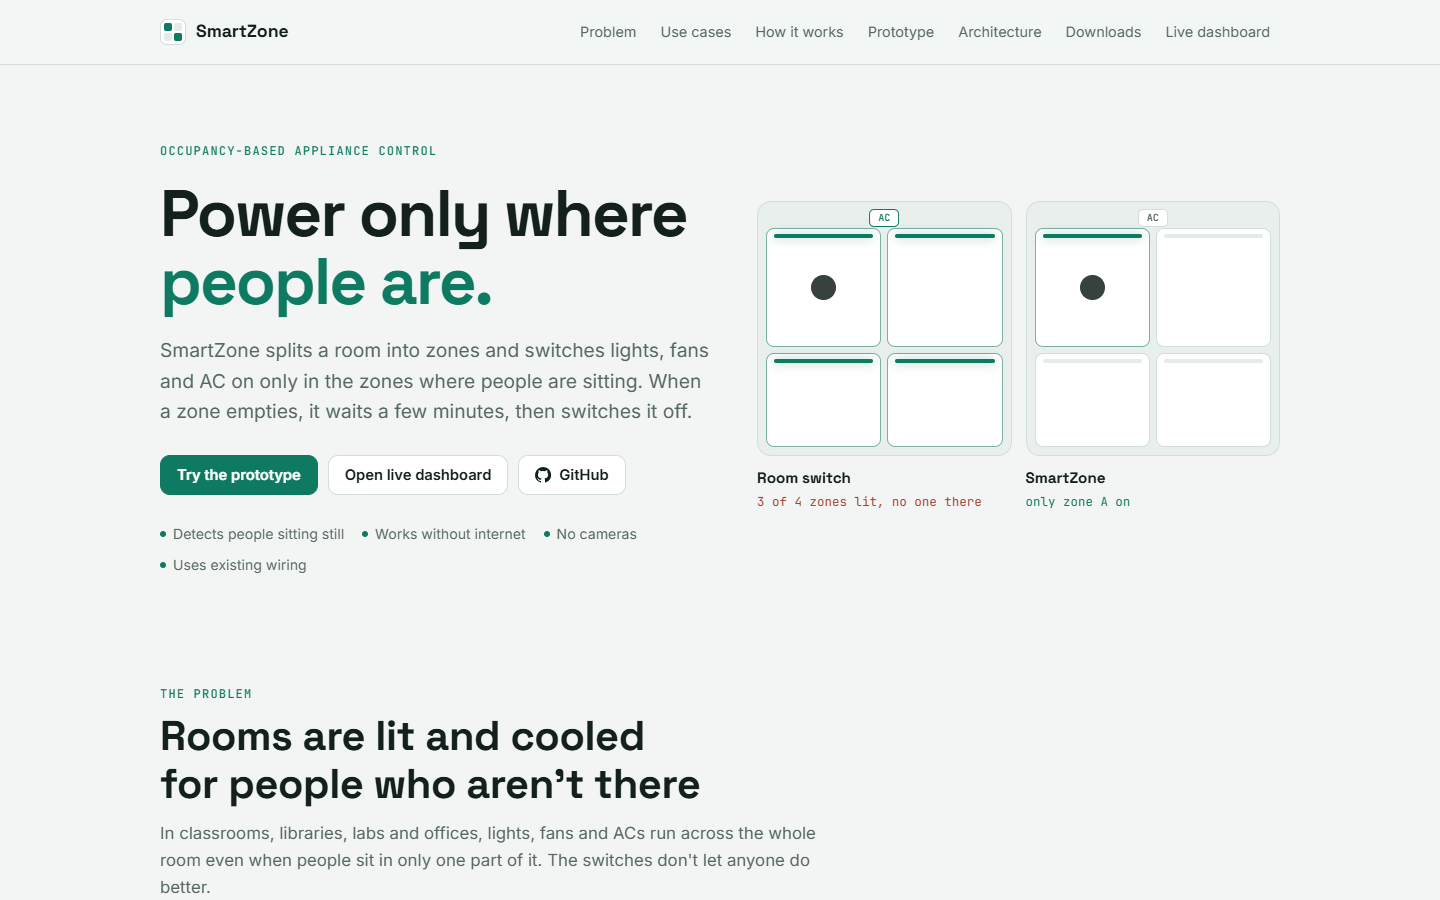 SmartZone
Problem
Use cases
How it works
Prototype
Architecture
Downloads
Live dashboard
OCCUPANCY-BASED APPLIANCE CONTROL
Power only where
people are.
SmartZone splits a room into zones and switches lights, fans
and AC on only in the zones where people are sitting. When
a zone empties, it waits a few minutes, then switches it off.
Try the prototype
Open live dashboard
GitHub
Detects people sitting still
Works without internet
No cameras
Uses existing wiring
AC
Room switch
3 of 4 zones lit, no one there
AC
SmartZone
only zone A on
THE PROBLEM
Rooms are lit and cooled
for people who aren’t there
In classrooms, libraries, labs and offices, lights, fans and ACs run across the whole
room even when people sit in only one part of it. The switches don't let anyone do
better.